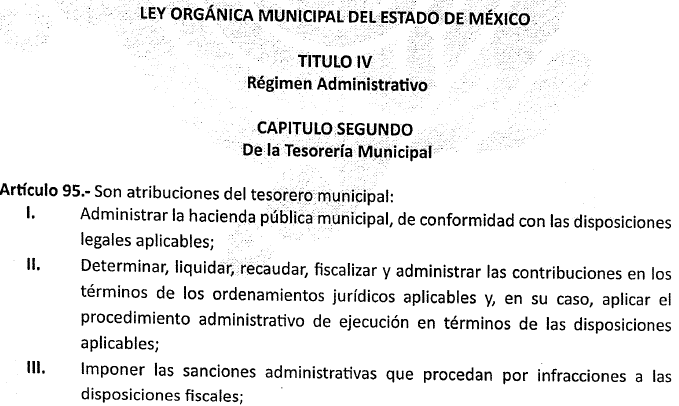 LEY ORGÁNICA MUNICIPAL DEL ESTADO DE MÉXICO
TITULO IV
Régimen Administrativo
CAPITULO SEGUNDO
De la Tesorería Municipal
Artículo 95.- Son atribuciones del tesorero municipal:
I. Administrar la hacienda pública municipal, de conformidad con las disposiciones
legales aplicables;
II. Determinar, liquidar, recaudar, fiscalizar y administrar las contribuciones en los
términos de los ordenamientos jurídicos aplicables y, en su caso, aplicar el
procedimiento administrativo de ejecución en términos de las disposiciones
aplicables;
III. Imponer las sanciones administrativas que procedan por infracciones a las
disposiciones fiscales;